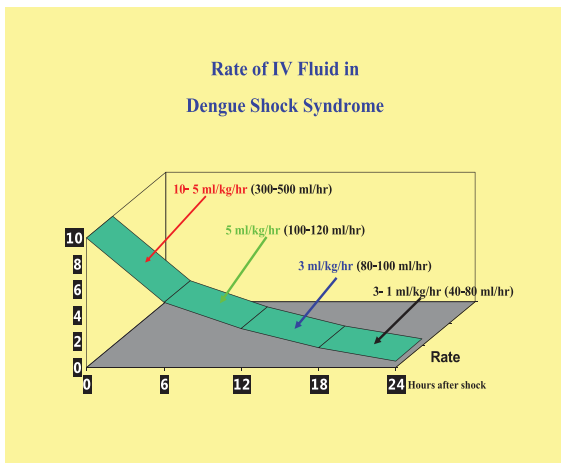 Rate of IV Fluid in
Dengue Shock Syndrome
10- 5 ml/kg/hr (300-500 ml/hr)
5 ml/kg/hr (100-120 ml/hr)
3 ml/kg/hr (80-100 ml/hr)
3- 1 ml/kg/hr (40-80 ml/hr)
10
8
6
4
2
0
Rate
0 6 12 18 24 Hours after shock